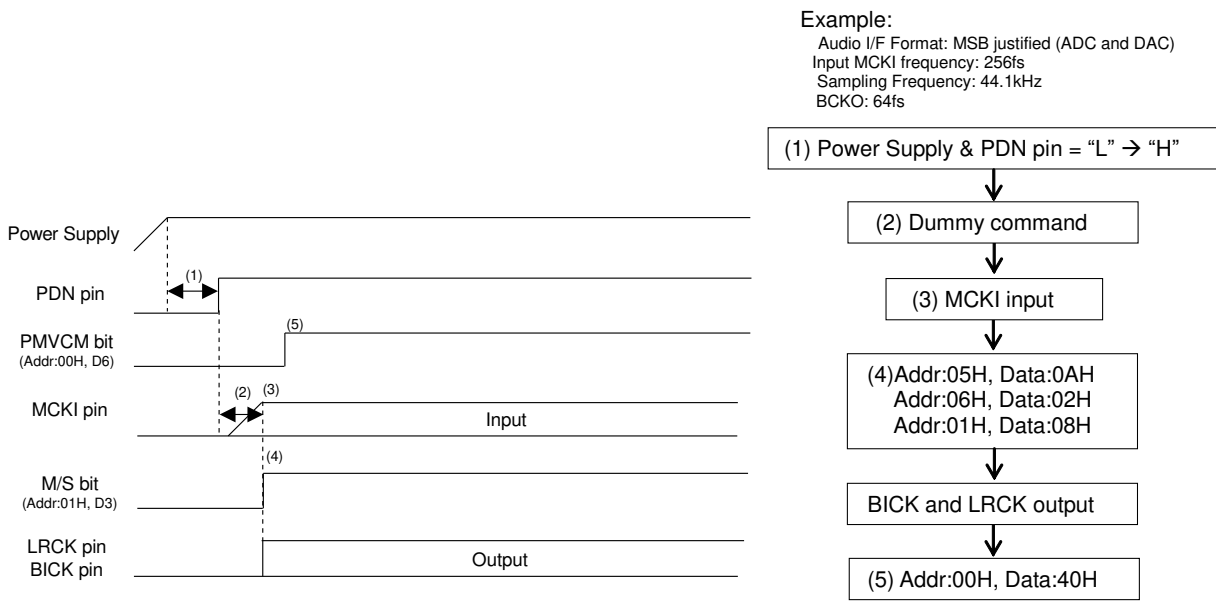 Example:
Audio I/F Format: MSB justified (ADC and DAC)
Input MCKI frequency: 256fs
Sampling Frequency: 44.1kHz
BCKO: 64fs
(1) Power Supply & PDN pin = “L” → “H”
(2) Dummy command
(3) MCKI input
(4)Addr:05H, Data:0AH
Addr:06H, Data:02H
Addr:01H, Data:08H
BICK and LRCK output
(5) Addr:00H, Data:40H
Power Supply
(1)
PDN pin
(5)
PMVCM bit
(Addr:00H, D6)
(2)
(3)
MCKI pin
Input
(4)
M/S bit
(Addr:01H, D3)
LRCK pin
BICK pin
Output